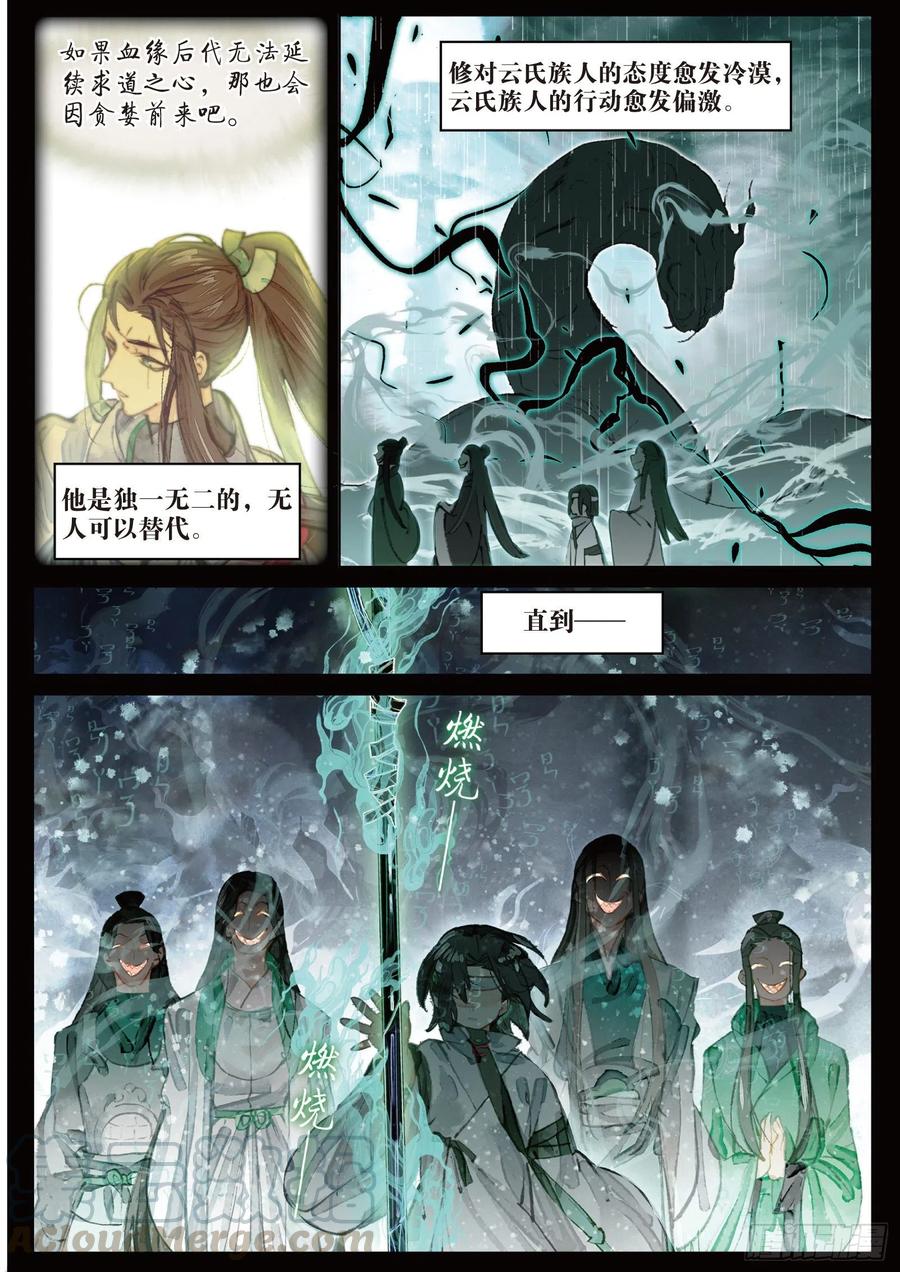 如果血缘后代无法延
续求道之心，那也会
因贪婪前来吧。
他是独一无二的，无
人可以替代。
修对云氏族人的态度愈发冷漠，
云氏族人的行动愈发偏激。
直到——
燃烧—
燃烧—
AcloudMerge.com